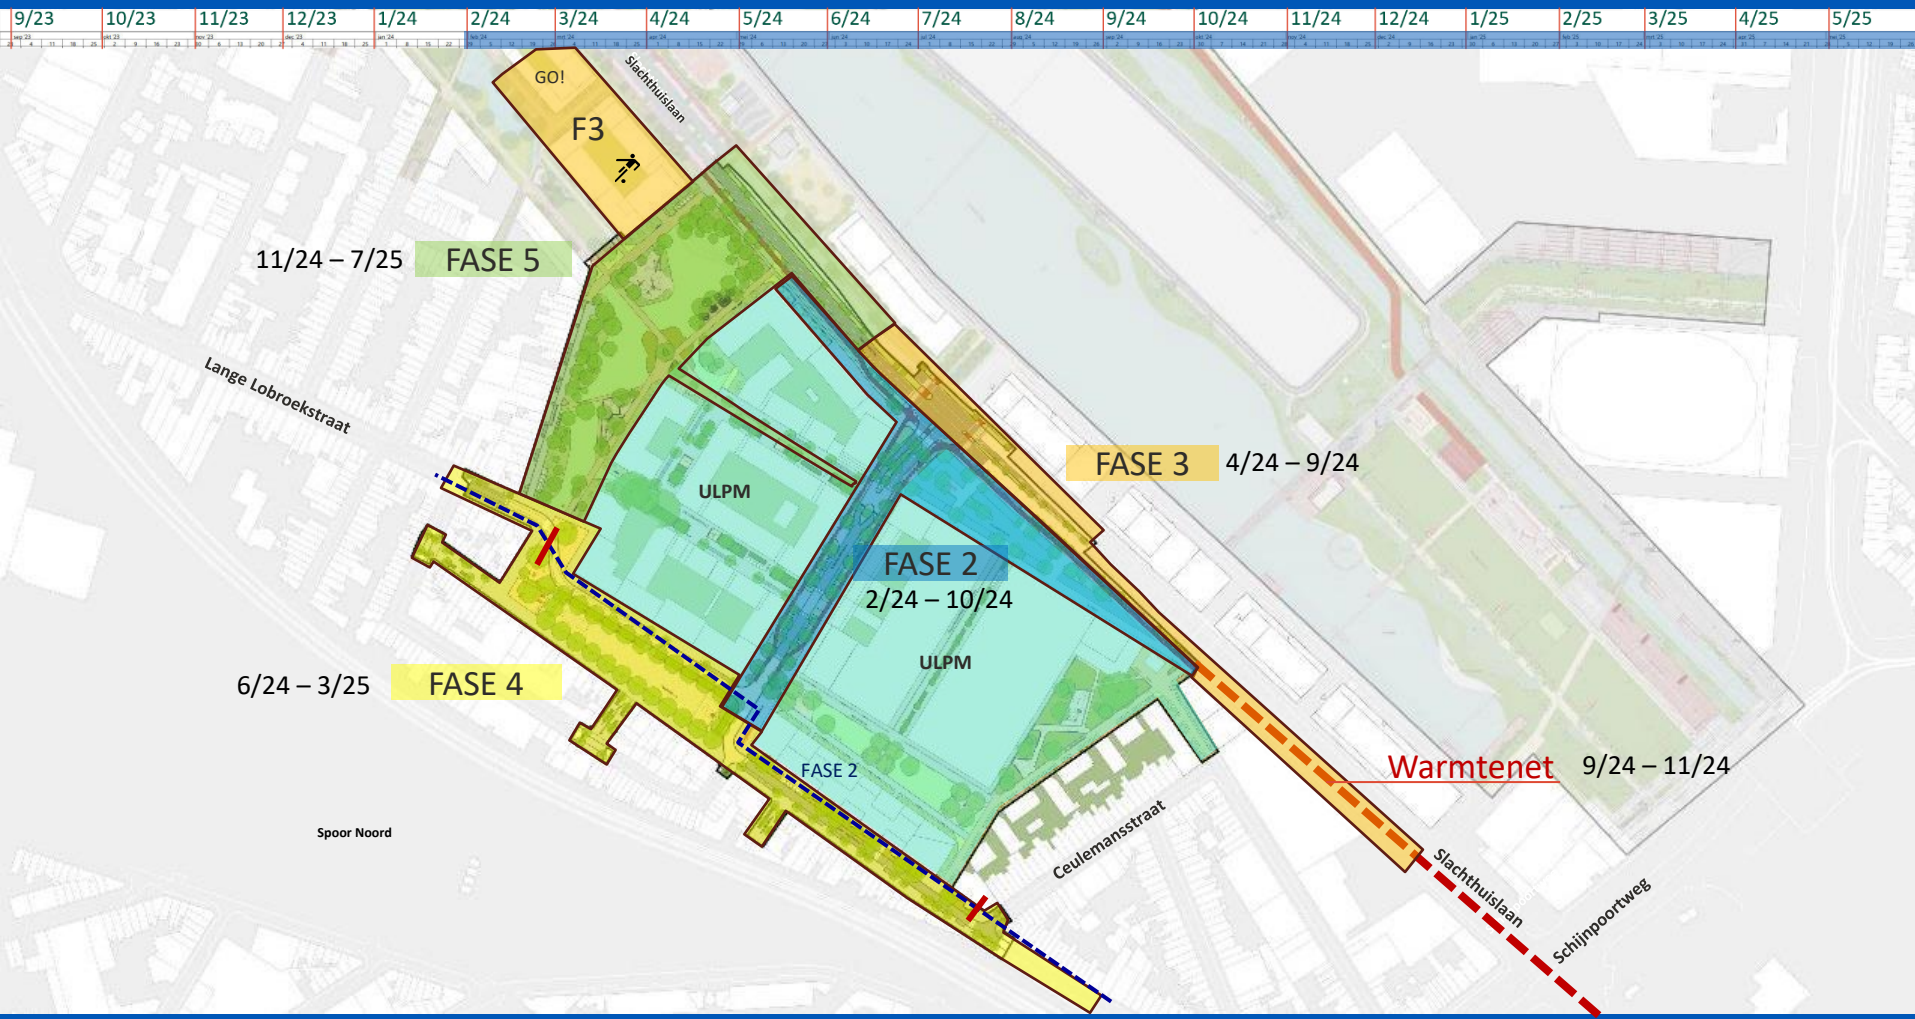 9/23 10/23 11/23 12/23 1/24 2/24 3/24 4/24 5/24 6/24 7/24 8/24 9/24 10/24 11/24 12/24 1/25 2/25 3/25 4/25 5/25
GO!
Slachthuislaan
F3
11/24 – 7/25 FASE 5
Lange Lobroekstraat
FASE 3 4/24 – 9/24
ULPM
FASE 2
2/24 – 10/24
ULPM
6/24 – 3/25 FASE 4
FASE 2
Warmtenet 9/24 – 11/24
Spoor Noord
Ceulemansstraat
Slachthuislaan
Schijnpoortweg